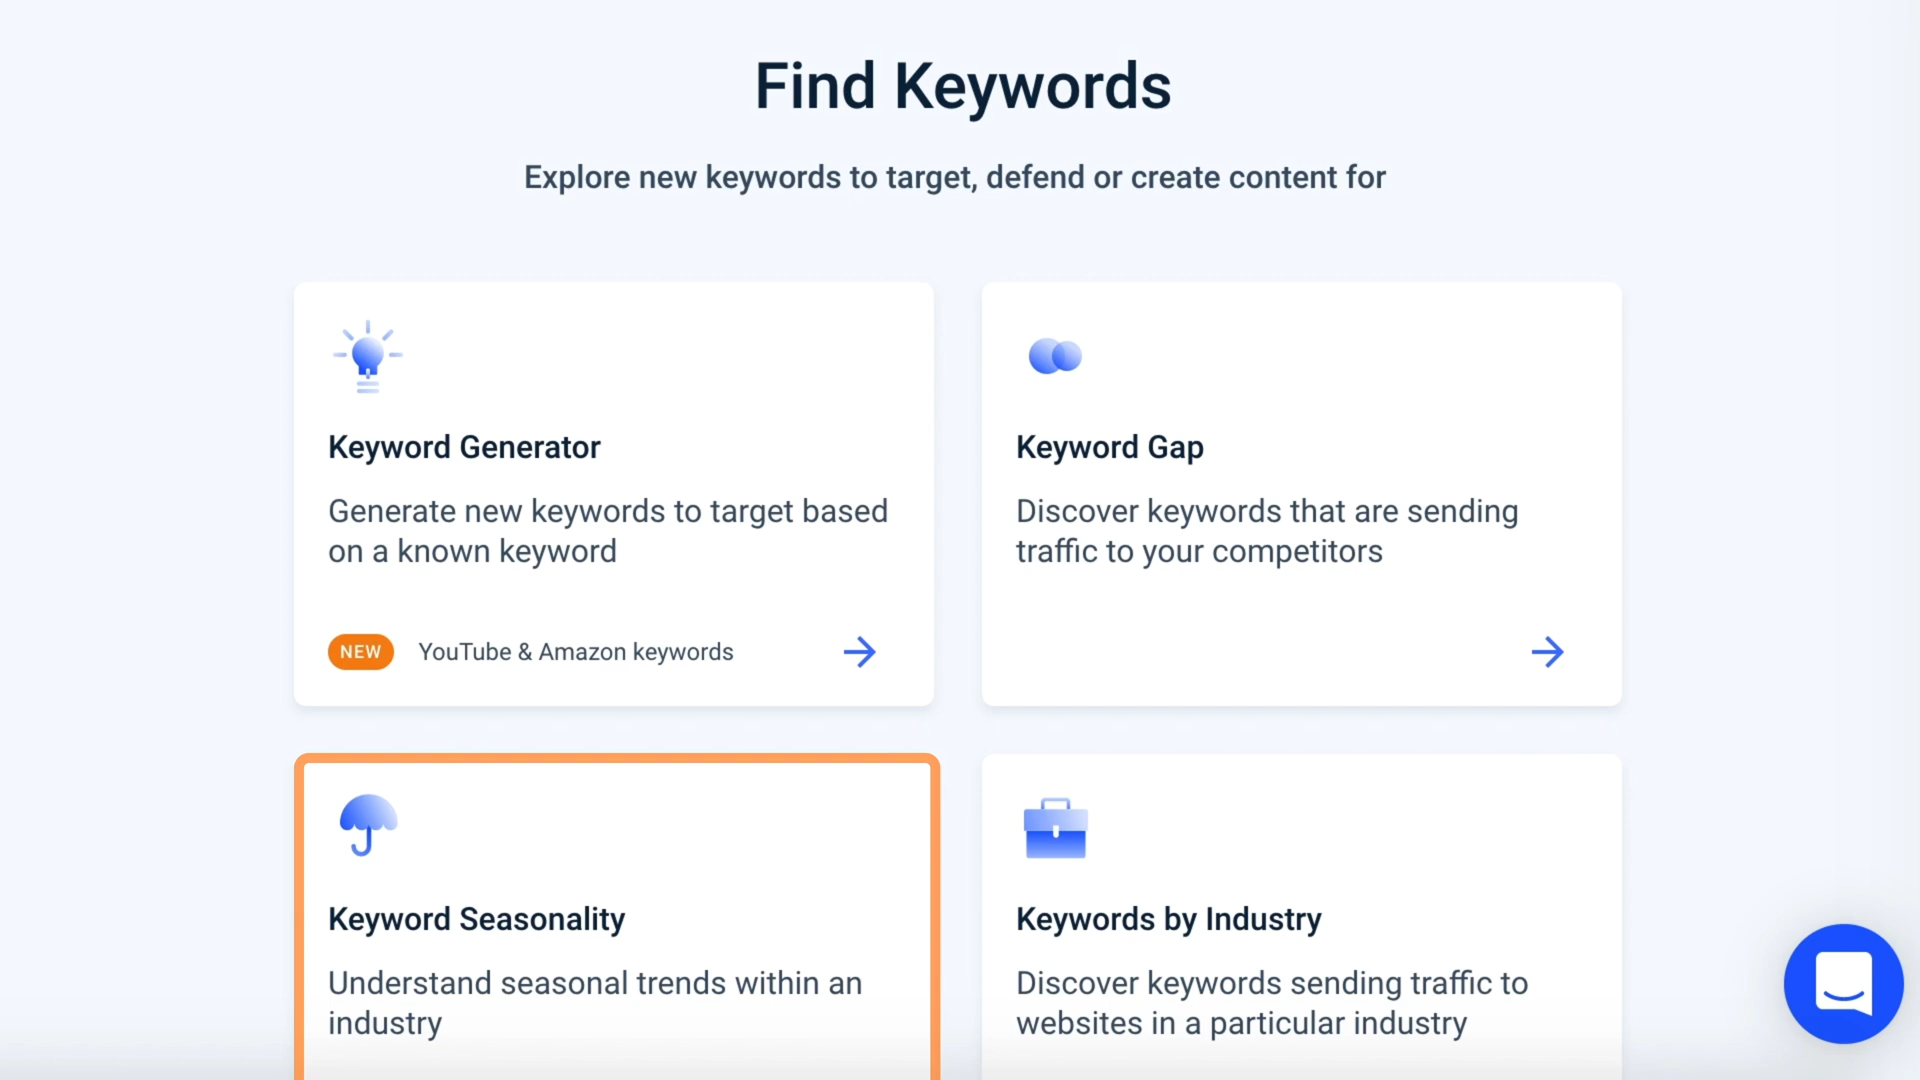 Find Keywords
Explore new keywords to target, defend or create content for
Keyword Generator
Generate new keywords to target based
on a known keyword
NEW YouTube & Amazon keywords
Keyword Gap
Discover keywords that are sending
traffic to your competitors
Keyword Seasonality
Understand seasonal trends within an
industry
Keywords by Industry
Discover keywords sending traffic to
websites in a particular industry